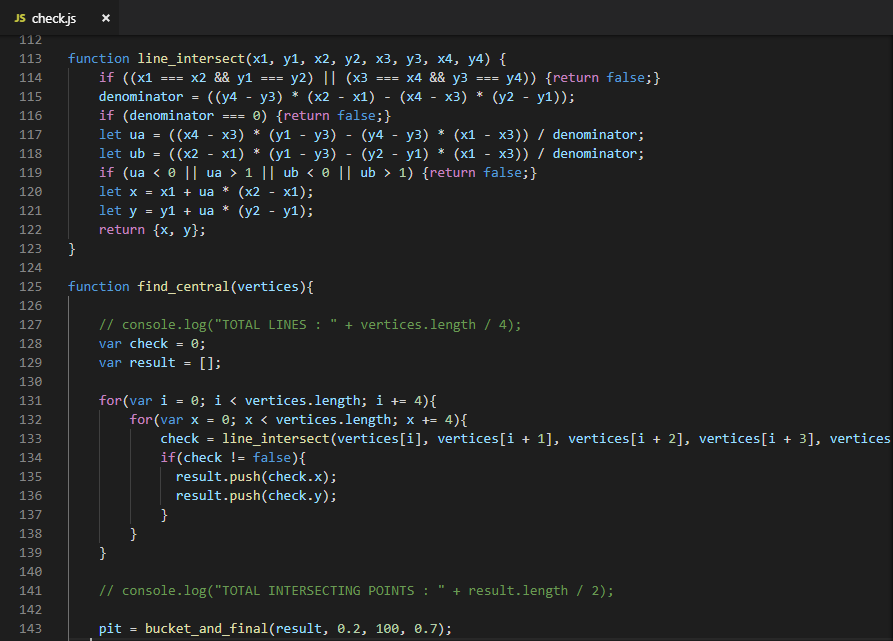 JS check.js ×
112
113 function line_intersect(x1, y1, x2, y2, x3, y3, x4, y4) {
114     if ((x1 === x2 && y1 === y2) || (x3 === x4 && y3 === y4)) {return false;}
115     denominator = ((y4 - y3) * (x2 - x1) - (x4 - x3) * (y2 - y1));
116     if (denominator === 0) {return false;}
117     let ua = ((x4 - x3) * (y1 - y3) - (y4 - y3) * (x1 - x3)) / denominator;
118     let ub = ((x2 - x1) * (y1 - y3) - (y2 - y1) * (x1 - x3)) / denominator;
119     if (ua < 0 || ua > 1 || ub < 0 || ub > 1) {return false;}
120     let x = x1 + ua * (x2 - x1);
121     let y = y1 + ua * (y2 - y1);
122     return {x, y};
123 }
124
125 function find_central(vertices){
126
127     // console.log("TOTAL LINES : " + vertices.length / 4);
128     var check = 0;
129     var result = [];
130
131     for(var i = 0; i < vertices.length; i += 4){
132         for(var x = 0; x < vertices.length; x += 4){
133             check = line_intersect(vertices[i], vertices[i + 1], vertices[i + 2], vertices[i + 3], vertices
134             if(check != false){
135               result.push(check.x);
136               result.push(check.y);
137             }
138         }
139     }
140
141     // console.log("TOTAL INTERSECTING POINTS : " + result.length / 2);
142
143     pit = bucket_and_final(result, 0.2, 100, 0.7);